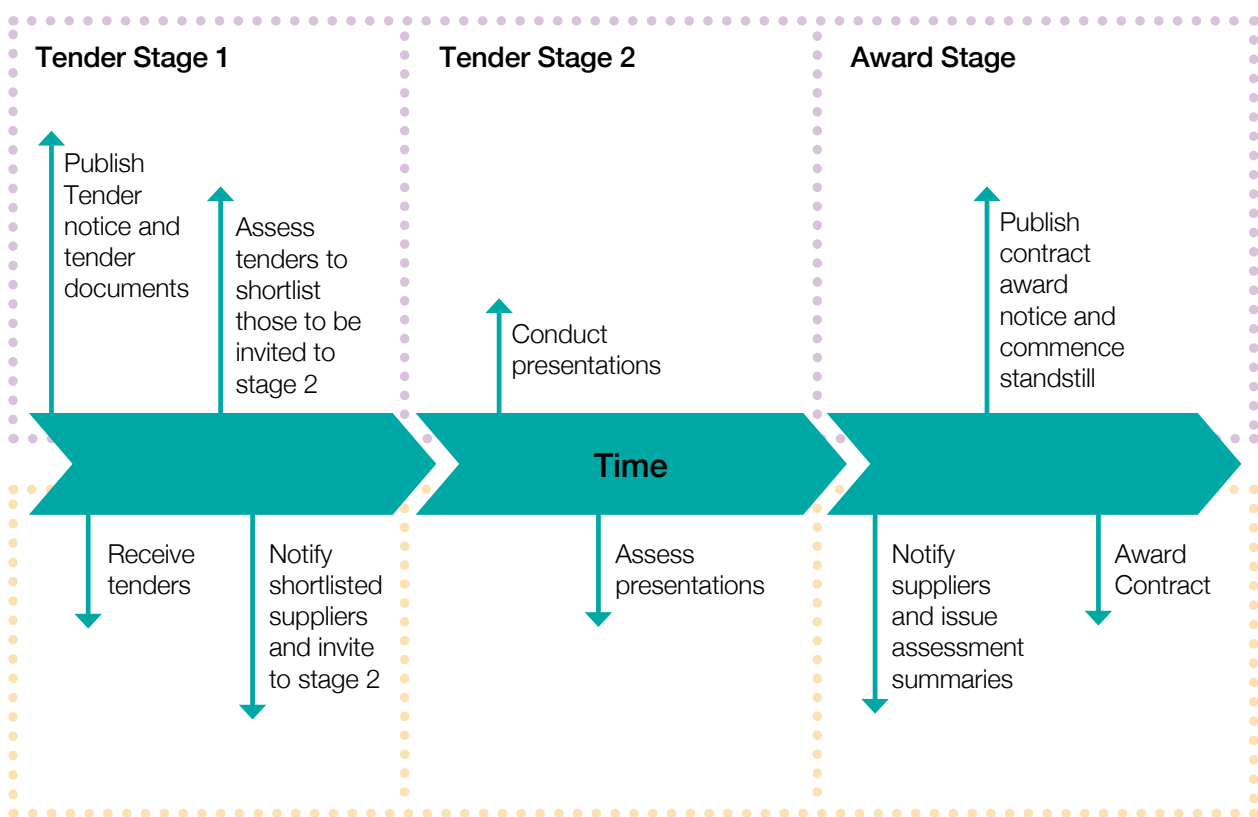 Tender Stage 1
Publish
Tender
notice and
tender
documents
Assess
tenders to
shortlist
those to be
invited to
stage 2
Receive
tenders
Notify
shortlisted
suppliers
and invite
to stage 2
Tender Stage 2
Conduct
presentations
Time
Assess
presentations
Award Stage
Publish
contract
award
notice and
commence
standstill
Notify
suppliers
and issue
assessment
summaries
Award
Contract